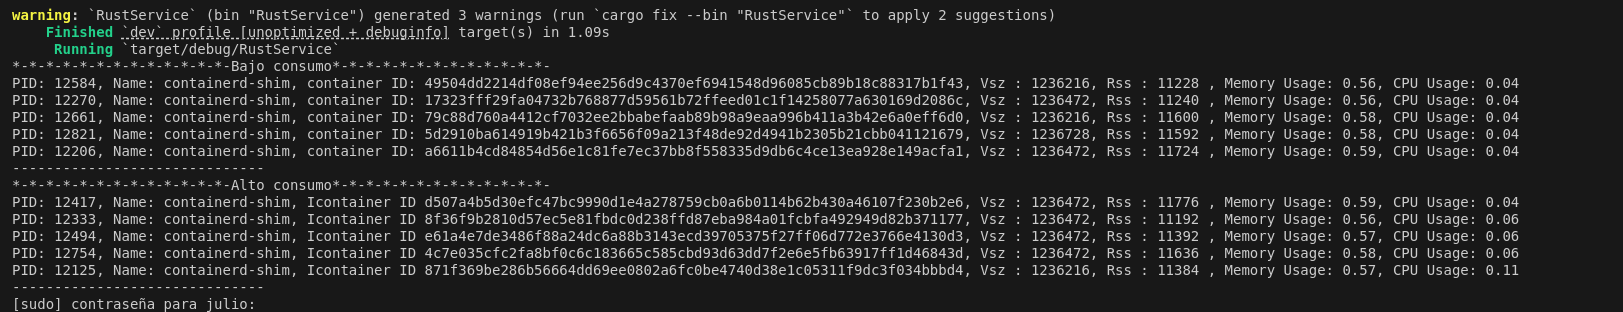 warning: `RustService` (bin "RustService") generated 3 warnings (run `cargo fix --bin "RustService"` to apply 2 suggestions)
Finished `dev` profile [unoptimized + debuginfo] target(s) in 1.09s
Running `target/debug/RustService`
*-*-*-*-*-*-*-*-*-*-*-*-*-Bajo consumo*-*-*-*-*-*-*-*-*-*-*-*-*-
PID: 12584, Name: containerd-shim, container ID: 49504dd2214df08ef94ee256d9c4370ef6941548d96085cb89b18c88317b1f43, Vsz : 1236216, Rss : 11228 , Memory Usage: 0.56, CPU Usage: 0.04
PID: 12270, Name: containerd-shim, container ID: 17323fff29fa04732b768877d59561b72ffeed01c1f14258077a630169d2086c, Vsz : 1236472, Rss : 11240 , Memory Usage: 0.56, CPU Usage: 0.04
PID: 12661, Name: containerd-shim, container ID: 79c88d760a4412cf7032ee2bbabefaab89b98a9eaa996b411a3b42e6a0eff6d0, Vsz : 1236216, Rss : 11600 , Memory Usage: 0.58, CPU Usage: 0.04
PID: 12821, Name: containerd-shim, container ID: 5d2910ba614919b421b3f6656f09a213f48de92d4941b2305b21cbb041121679, Vsz : 1236728, Rss : 11592 , Memory Usage: 0.58, CPU Usage: 0.04
PID: 12206, Name: containerd-shim, container ID: a6611b4cd84854d56e1c81fe7ec37bb8f558335d9db6c4ce13ea928e149acfa1, Vsz : 1236472, Rss : 11724 , Memory Usage: 0.59, CPU Usage: 0.04
------------------------------
*-*-*-*-*-*-*-*-*-*-*-*-*-Alto consumo*-*-*-*-*-*-*-*-*-*-*-*-*-
PID: 12417, Name: containerd-shim, Icontainer ID d507a4b5d30efc47bc9990d1e4a278759cb0a6b0114b62b430a46107f230b2e6, Vsz : 1236472, Rss : 11776 , Memory Usage: 0.59, CPU Usage: 0.04
PID: 12333, Name: containerd-shim, Icontainer ID 8f36f9b2810d57ec5e81fbdc0d238ffd87eba984a01fcbfa492949d82b371177, Vsz : 1236472, Rss : 11192 , Memory Usage: 0.56, CPU Usage: 0.06
PID: 12494, Name: containerd-shim, Icontainer ID e61a4e7de3486f88a24dc6a88b3143ecd39705375f27ff06d772e3766e4130d3, Vsz : 1236472, Rss : 11392 , Memory Usage: 0.57, CPU Usage: 0.06
PID: 12754, Name: containerd-shim, Icontainer ID 4c7e035cfc2fa8bf0c6c183665c585cbd93d63dd7f2e6e5fb63917ff1d46843d, Vsz : 1236472, Rss : 11636 , Memory Usage: 0.58, CPU Usage: 0.06
PID: 12125, Name: containerd-shim, Icontainer ID 871f369be286b56664dd69ee0802a6fc0be4740d38e1c05311f9dc3f034bbbd4, Vsz : 1236216, Rss : 11384 , Memory Usage: 0.57, CPU Usage: 0.11
------------------------------
[sudo] contraseña para julio: